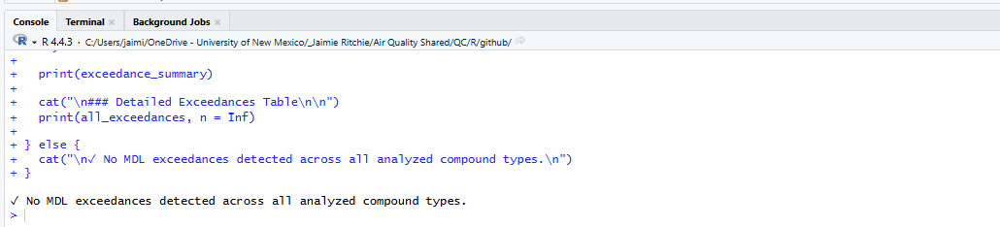 Console Terminal × Background Jobs ×
R 4.4.3 · C:/Users/jaimi/OneDrive - University of New Mexico/_Jaimie Ritchie/Air Quality Shared/QC/R/github/
+
+   print(exceedance_summary)
+
+   cat("\n### Detailed Exceedances Table\n\n")
+   print(all_exceedances, n = Inf)
+
+ } else {
+   cat("\n✓ No MDL exceedances detected across all analyzed compound types.\n")
+ }
✓ No MDL exceedances detected across all analyzed compound types.
>